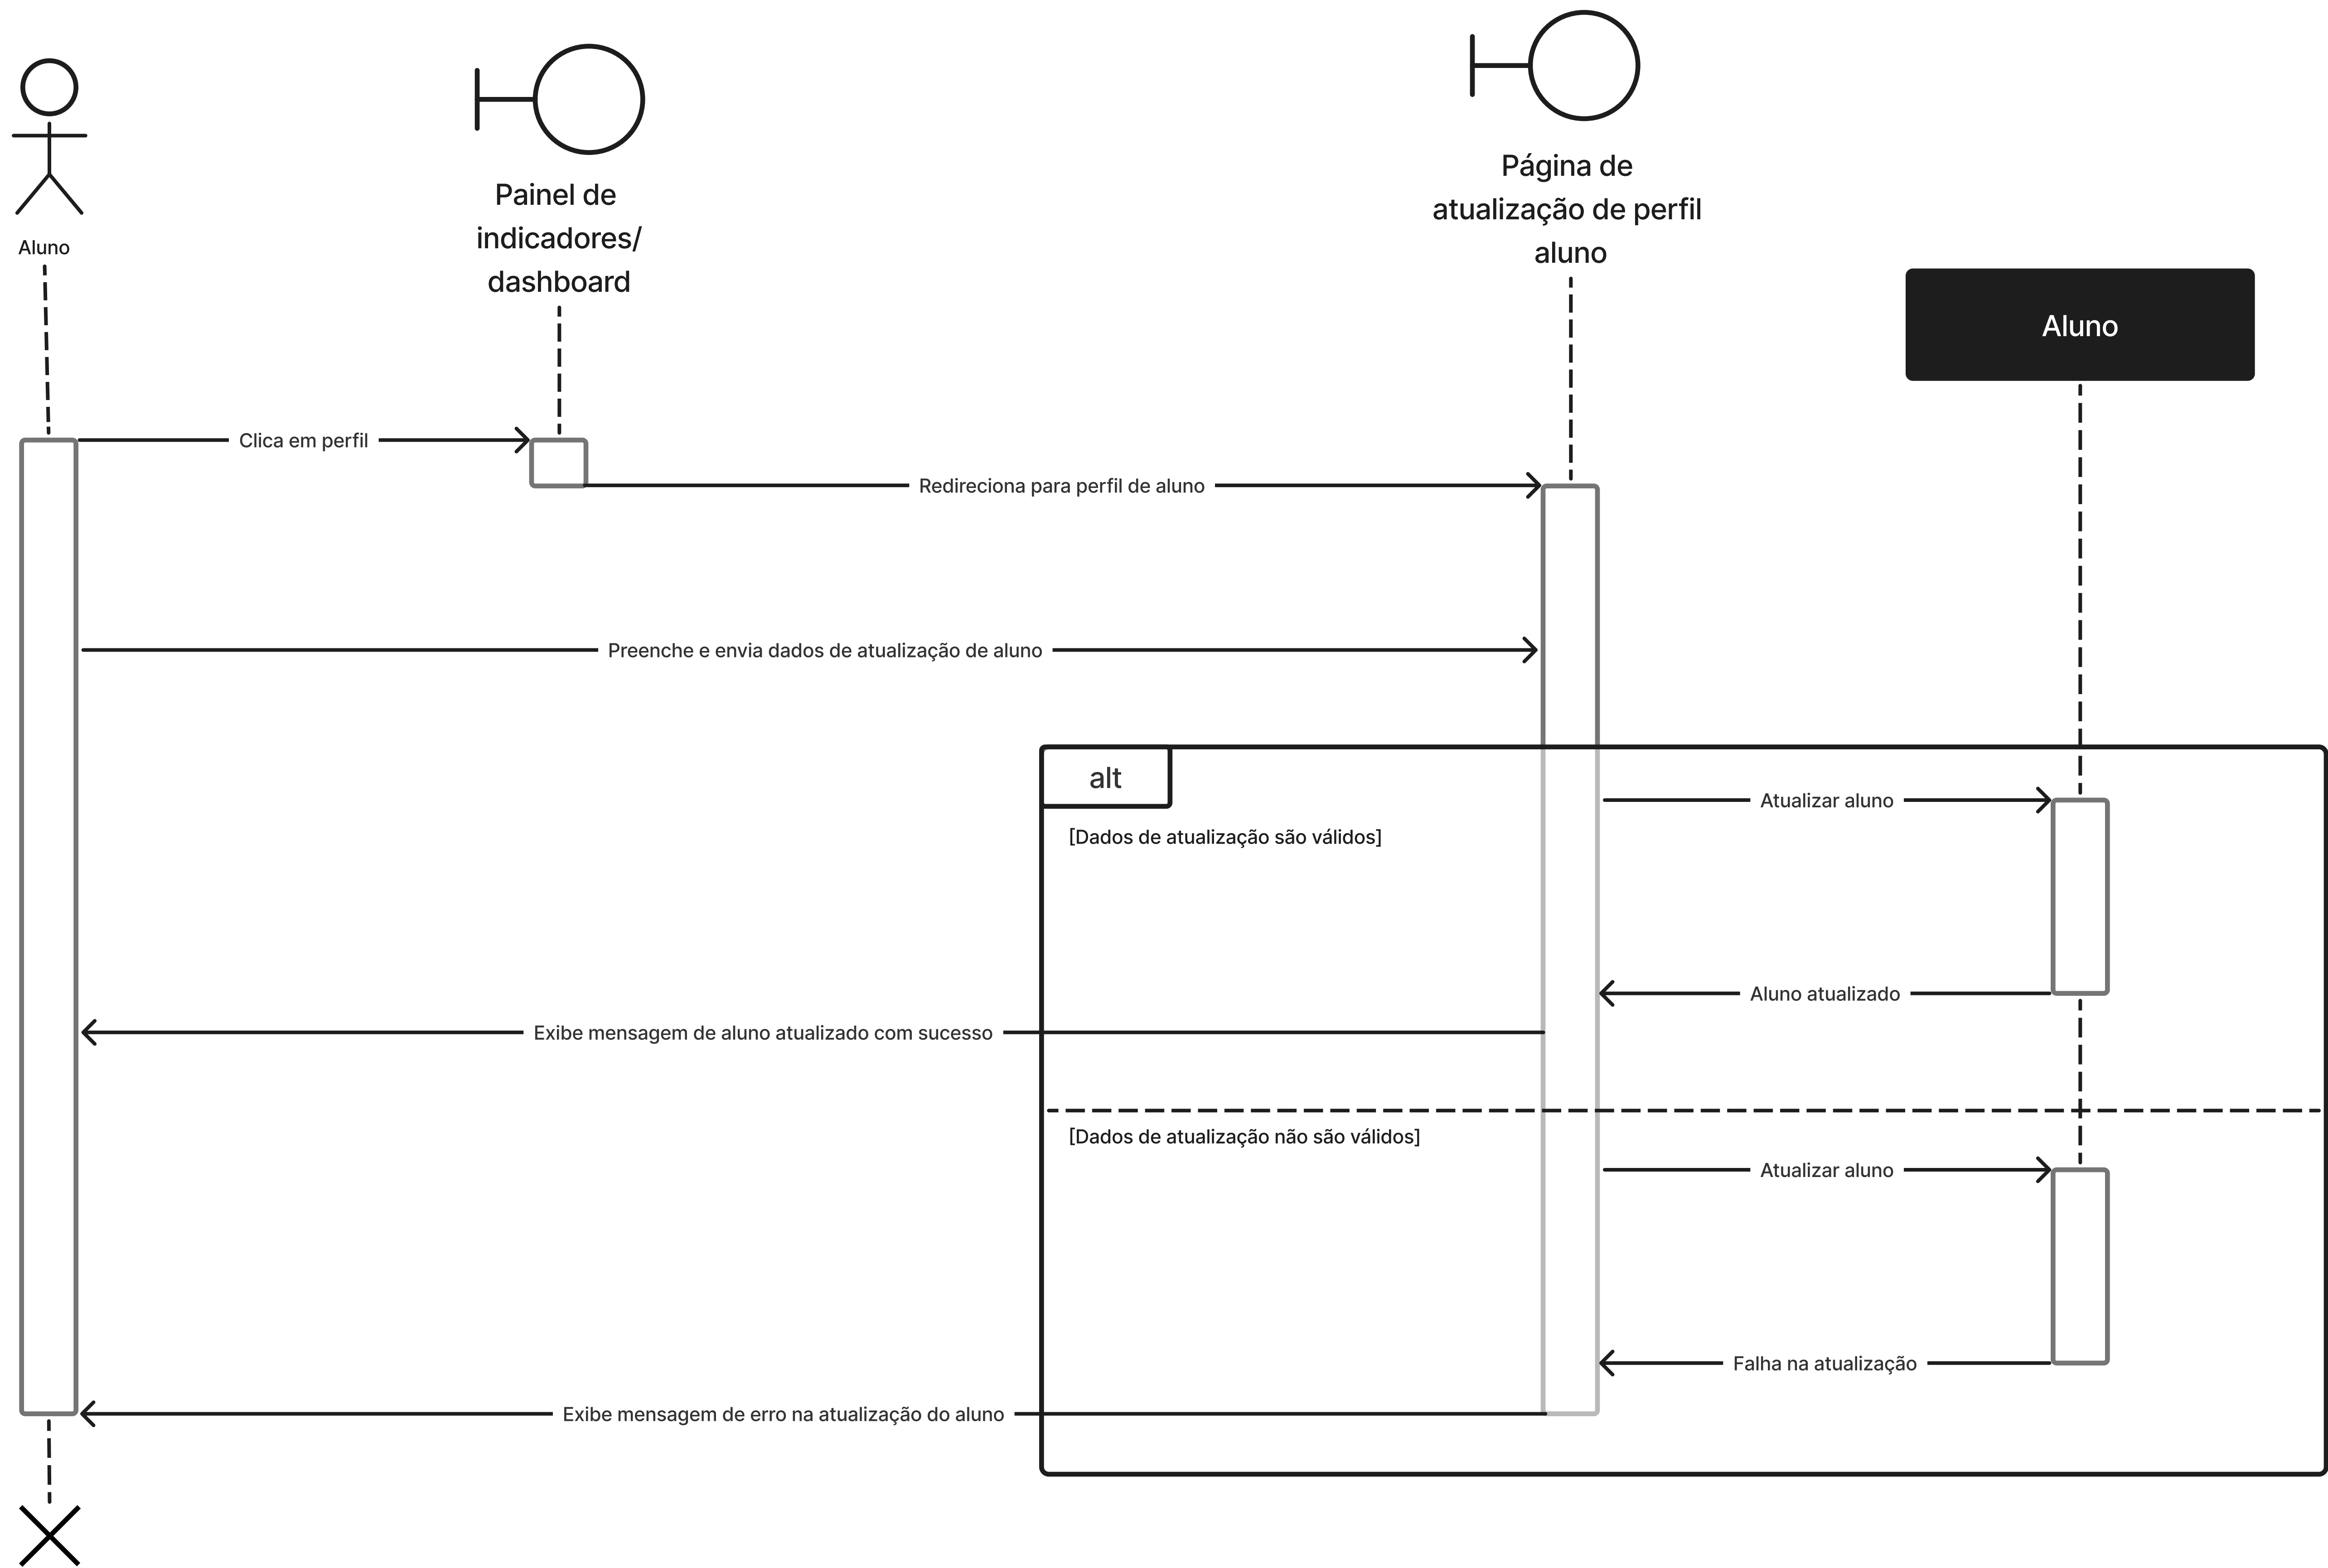 Aluno
Painel de
indicadores/
dashboard
Página de
atualização de perfil
aluno
Aluno
Clica em perfil
Redireciona para perfil de aluno
Preenche e envia dados de atualização de aluno
alt
Atualizar aluno
[Dados de atualização são válidos]
Aluno atualizado
Exibe mensagem de aluno atualizado com sucesso
[Dados de atualização não são válidos]
Atualizar aluno
Falha na atualização
Exibe mensagem de erro na atualização do aluno